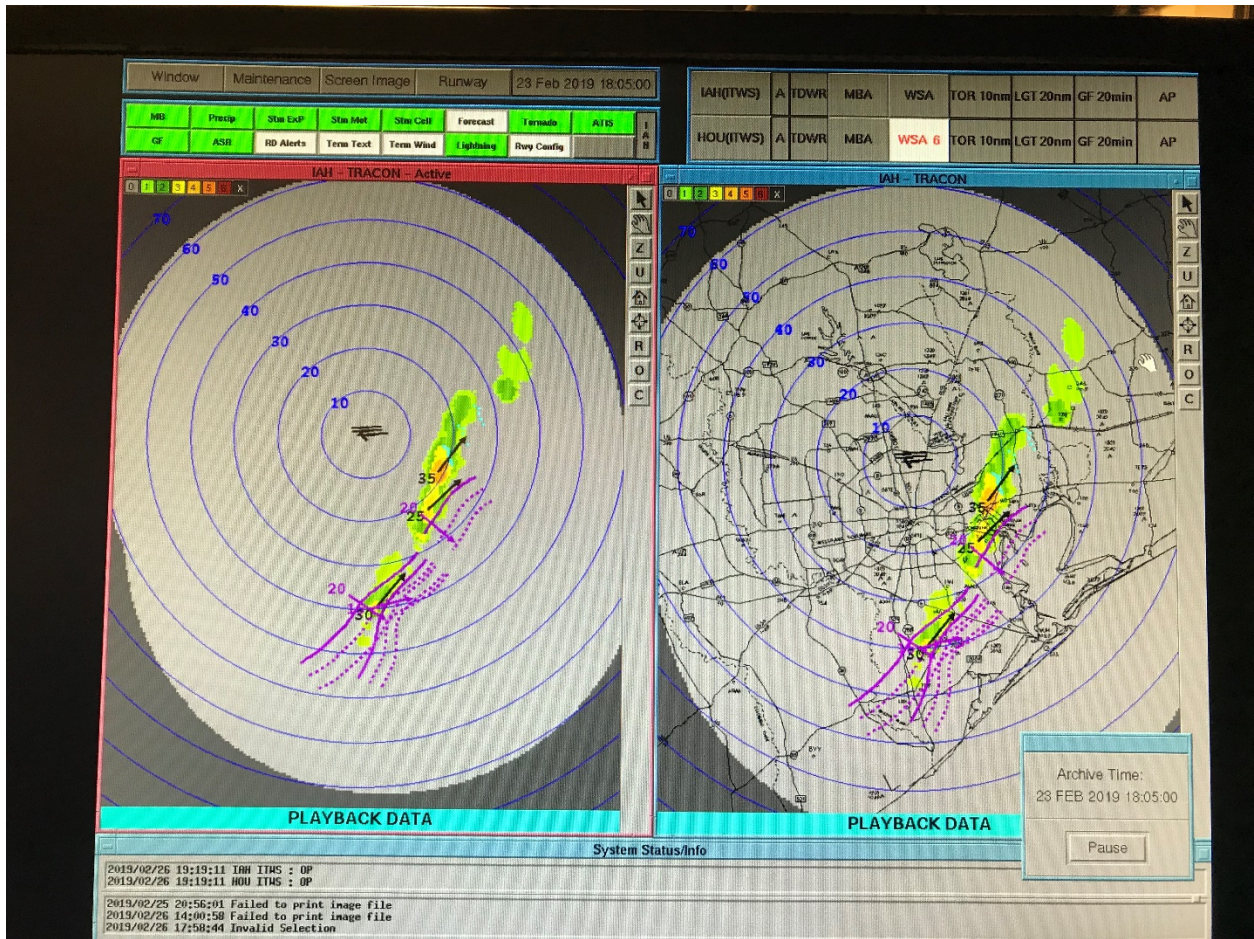 Window Maintenance Screen Image Runway 23 Feb 2019 18:05:00
MB Precip Stm ExP Stm Mot Stm Cell Forecast Tornado ATIS
GF ASR RD Alerts Term Text Term Wind Lightning Rwy Config
IAH
IAH(ITWS) A TDWR MBA WSA TOR 10nm LGT 20nm GF 20min AP
HOU(ITWS) A TDWR MBA WSA 6 TOR 10nm LGT 20nm GF 20min AP
IAH - TRACON - Active
0 1 2 3 4 5 6 X
70
60
50
40
30
20
10
35
20
25
20
30
Z
U
R
O
C
PLAYBACK DATA
IAH - TRACON
0 1 2 3 4 5 6 X
70
60
50
40
30
20
10
35
25
20
30
Z
U
R
O
C
PLAYBACK DATA
Archive Time:
23 FEB 2019 18:05:00
Pause
System Status/Info
2019/02/26 19:19:11 IAH ITWS : OP
2019/02/26 19:19:11 HOU ITWS : OP
2019/02/25 20:56:01 Failed to print image file
2019/02/26 14:00:58 Failed to print image file
2019/02/26 17:58:44 Invalid Selection